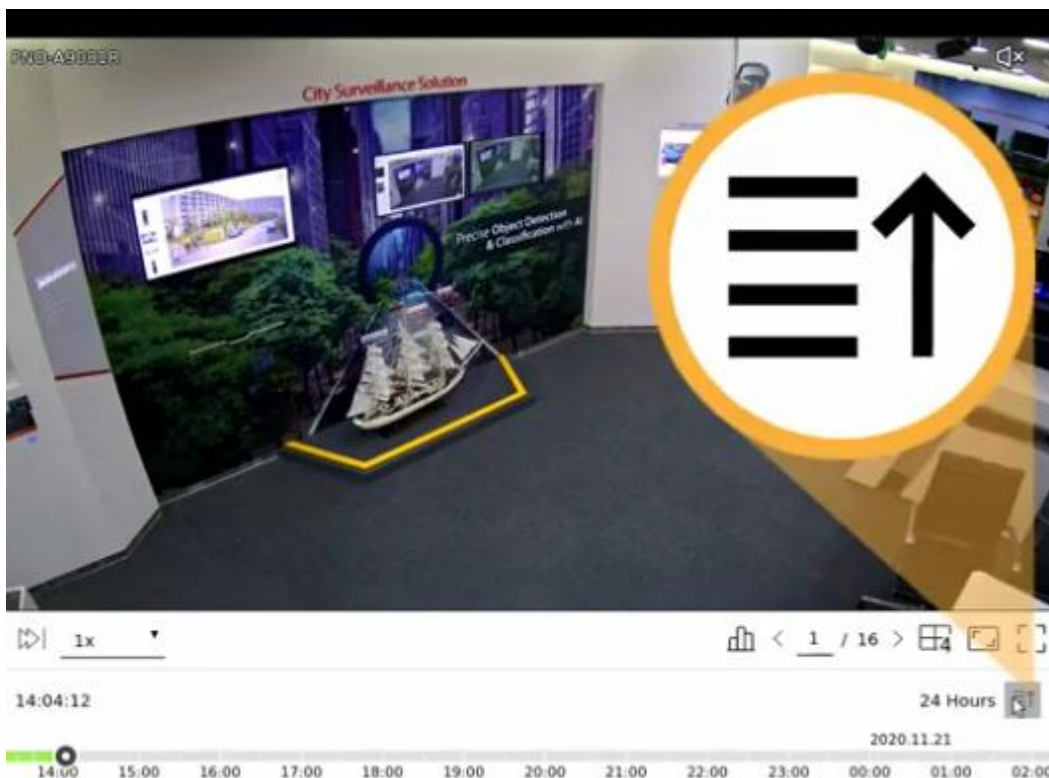 PNO-A9081R
City Surveillance Solution
Precise Object Detection
& Classification with AI
1x
1 / 16
4
14:04:12
24 Hours
2020.11.21
14:00 15:00 16:00 17:00 18:00 19:00 20:00 21:00 22:00 23:00 00:00 01:00 02:00